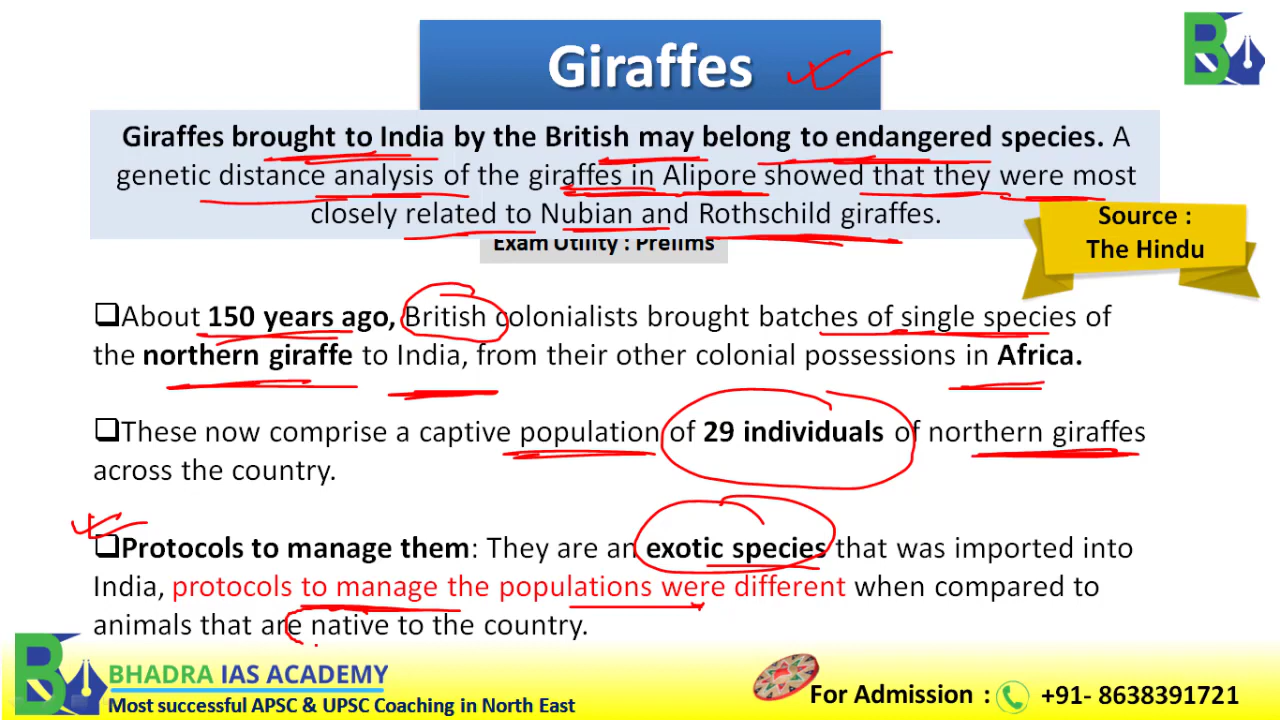 Giraffes
Giraffes brought to India by the British may belong to endangered species. A
genetic distance analysis of the giraffes in Alipore showed that they were most
closely related to Nubian and Rothschild giraffes.
Exam Utility : Prelims
Source :
The Hindu
❑About 150 years ago, British colonialists brought batches of single species of
the northern giraffe to India, from their other colonial possessions in Africa.
❑These now comprise a captive population of 29 individuals of northern giraffes
across the country.
❑Protocols to manage them: They are an exotic species that was imported into
India, protocols to manage the populations were different when compared to
animals that are native to the country.
BHADRA IAS ACADEMY
Most successful APSC & UPSC Coaching in North East
For Admission : +91- 8638391721